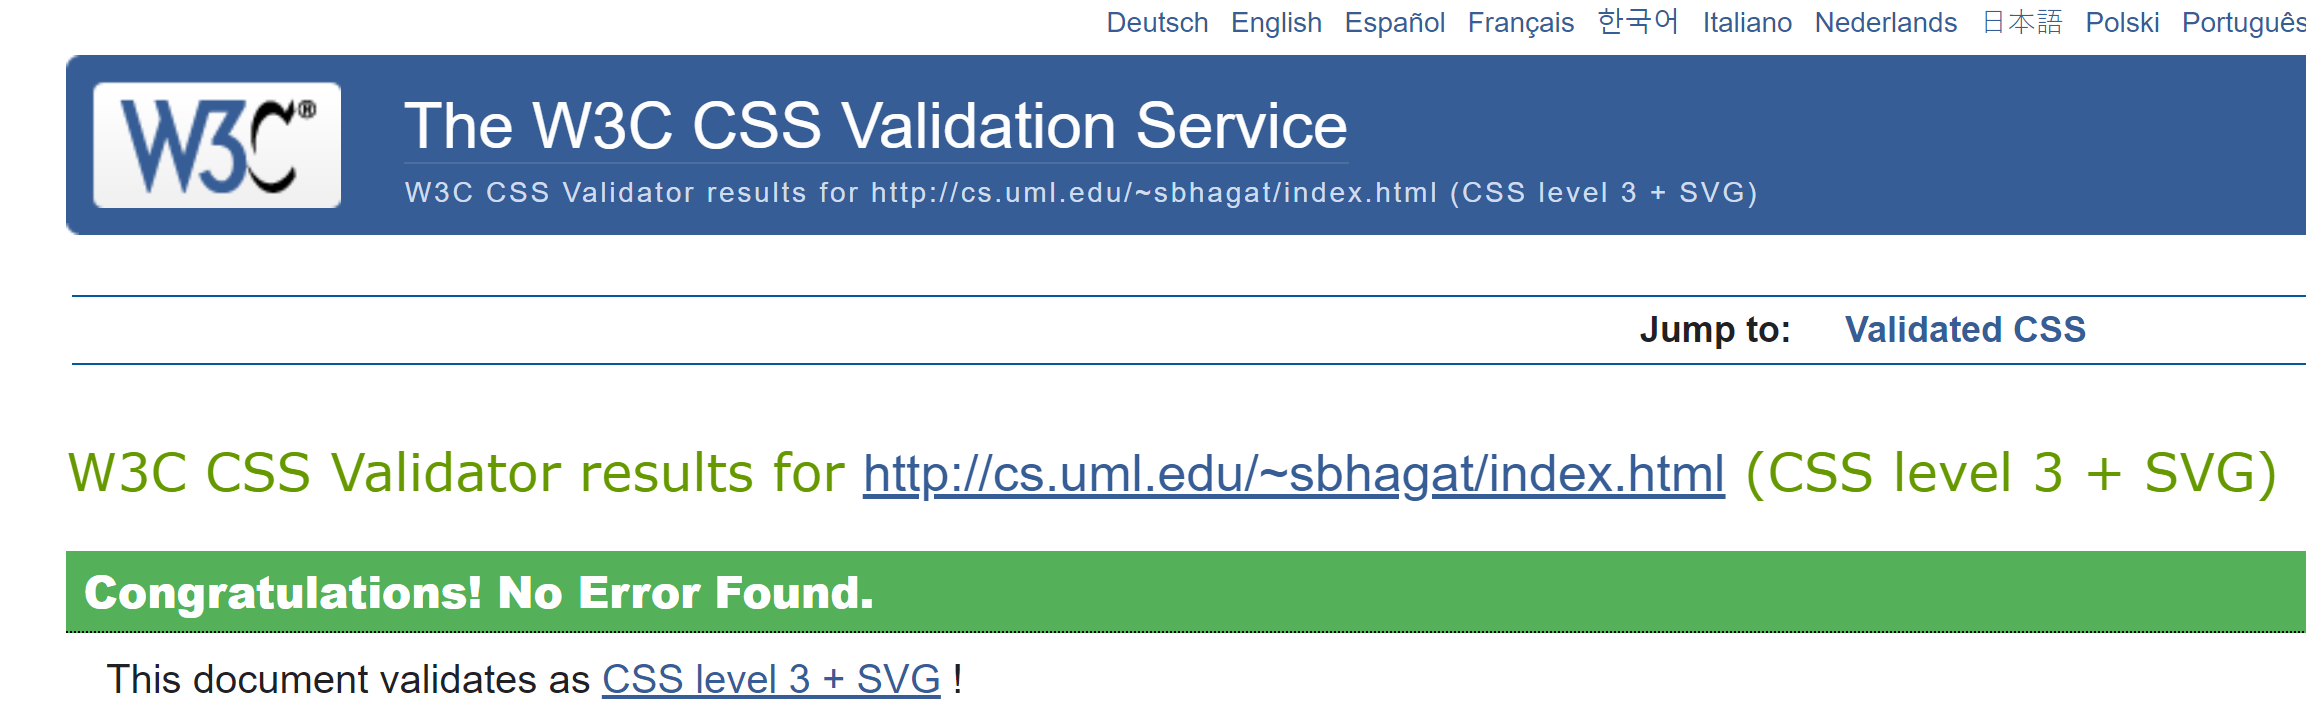 Deutsch English Español Français 한국어 Italiano Nederlands 日本語 Polski Português
W3C®
The W3C CSS Validation Service
W3C CSS Validator results for http://cs.uml.edu/~sbhagat/index.html (CSS level 3 + SVG)
Jump to: Validated CSS
W3C CSS Validator results for http://cs.uml.edu/~sbhagat/index.html (CSS level 3 + SVG)
Congratulations! No Error Found.
This document validates as CSS level 3 + SVG !